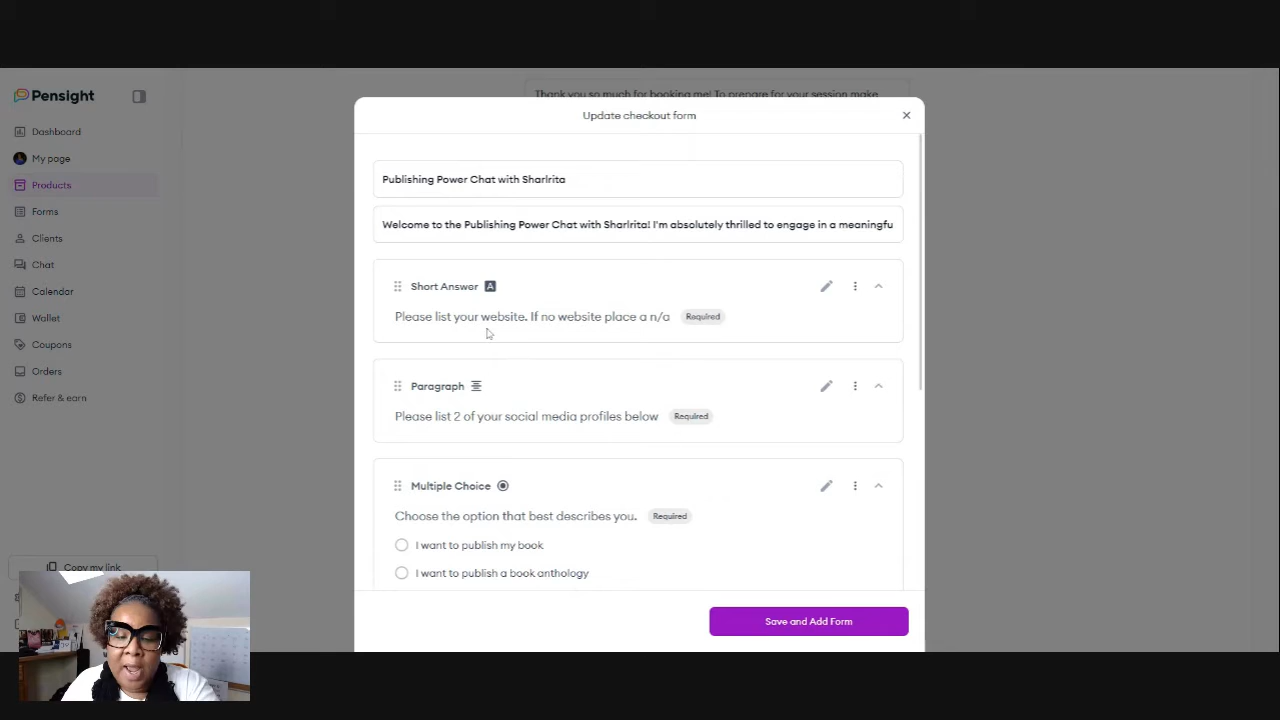 Pensight
Dashboard
My page
Products
Forms
Clients
Chat
Calendar
Wallet
Coupons
Orders
Refer & earn
Copy my link
Thank you so much for booking me! To prepare for your session make
Update checkout form
Publishing Power Chat with Sharlrita
Welcome to the Publishing Power Chat with Sharlrita! I'm absolutely thrilled to engage in a meaningfu
Short Answer A
Please list your website. If no website place a n/a Required
Paragraph
Please list 2 of your social media profiles below Required
Multiple Choice
Choose the option that best describes you. Required
I want to publish my book
I want to publish a book anthology
Save and Add Form